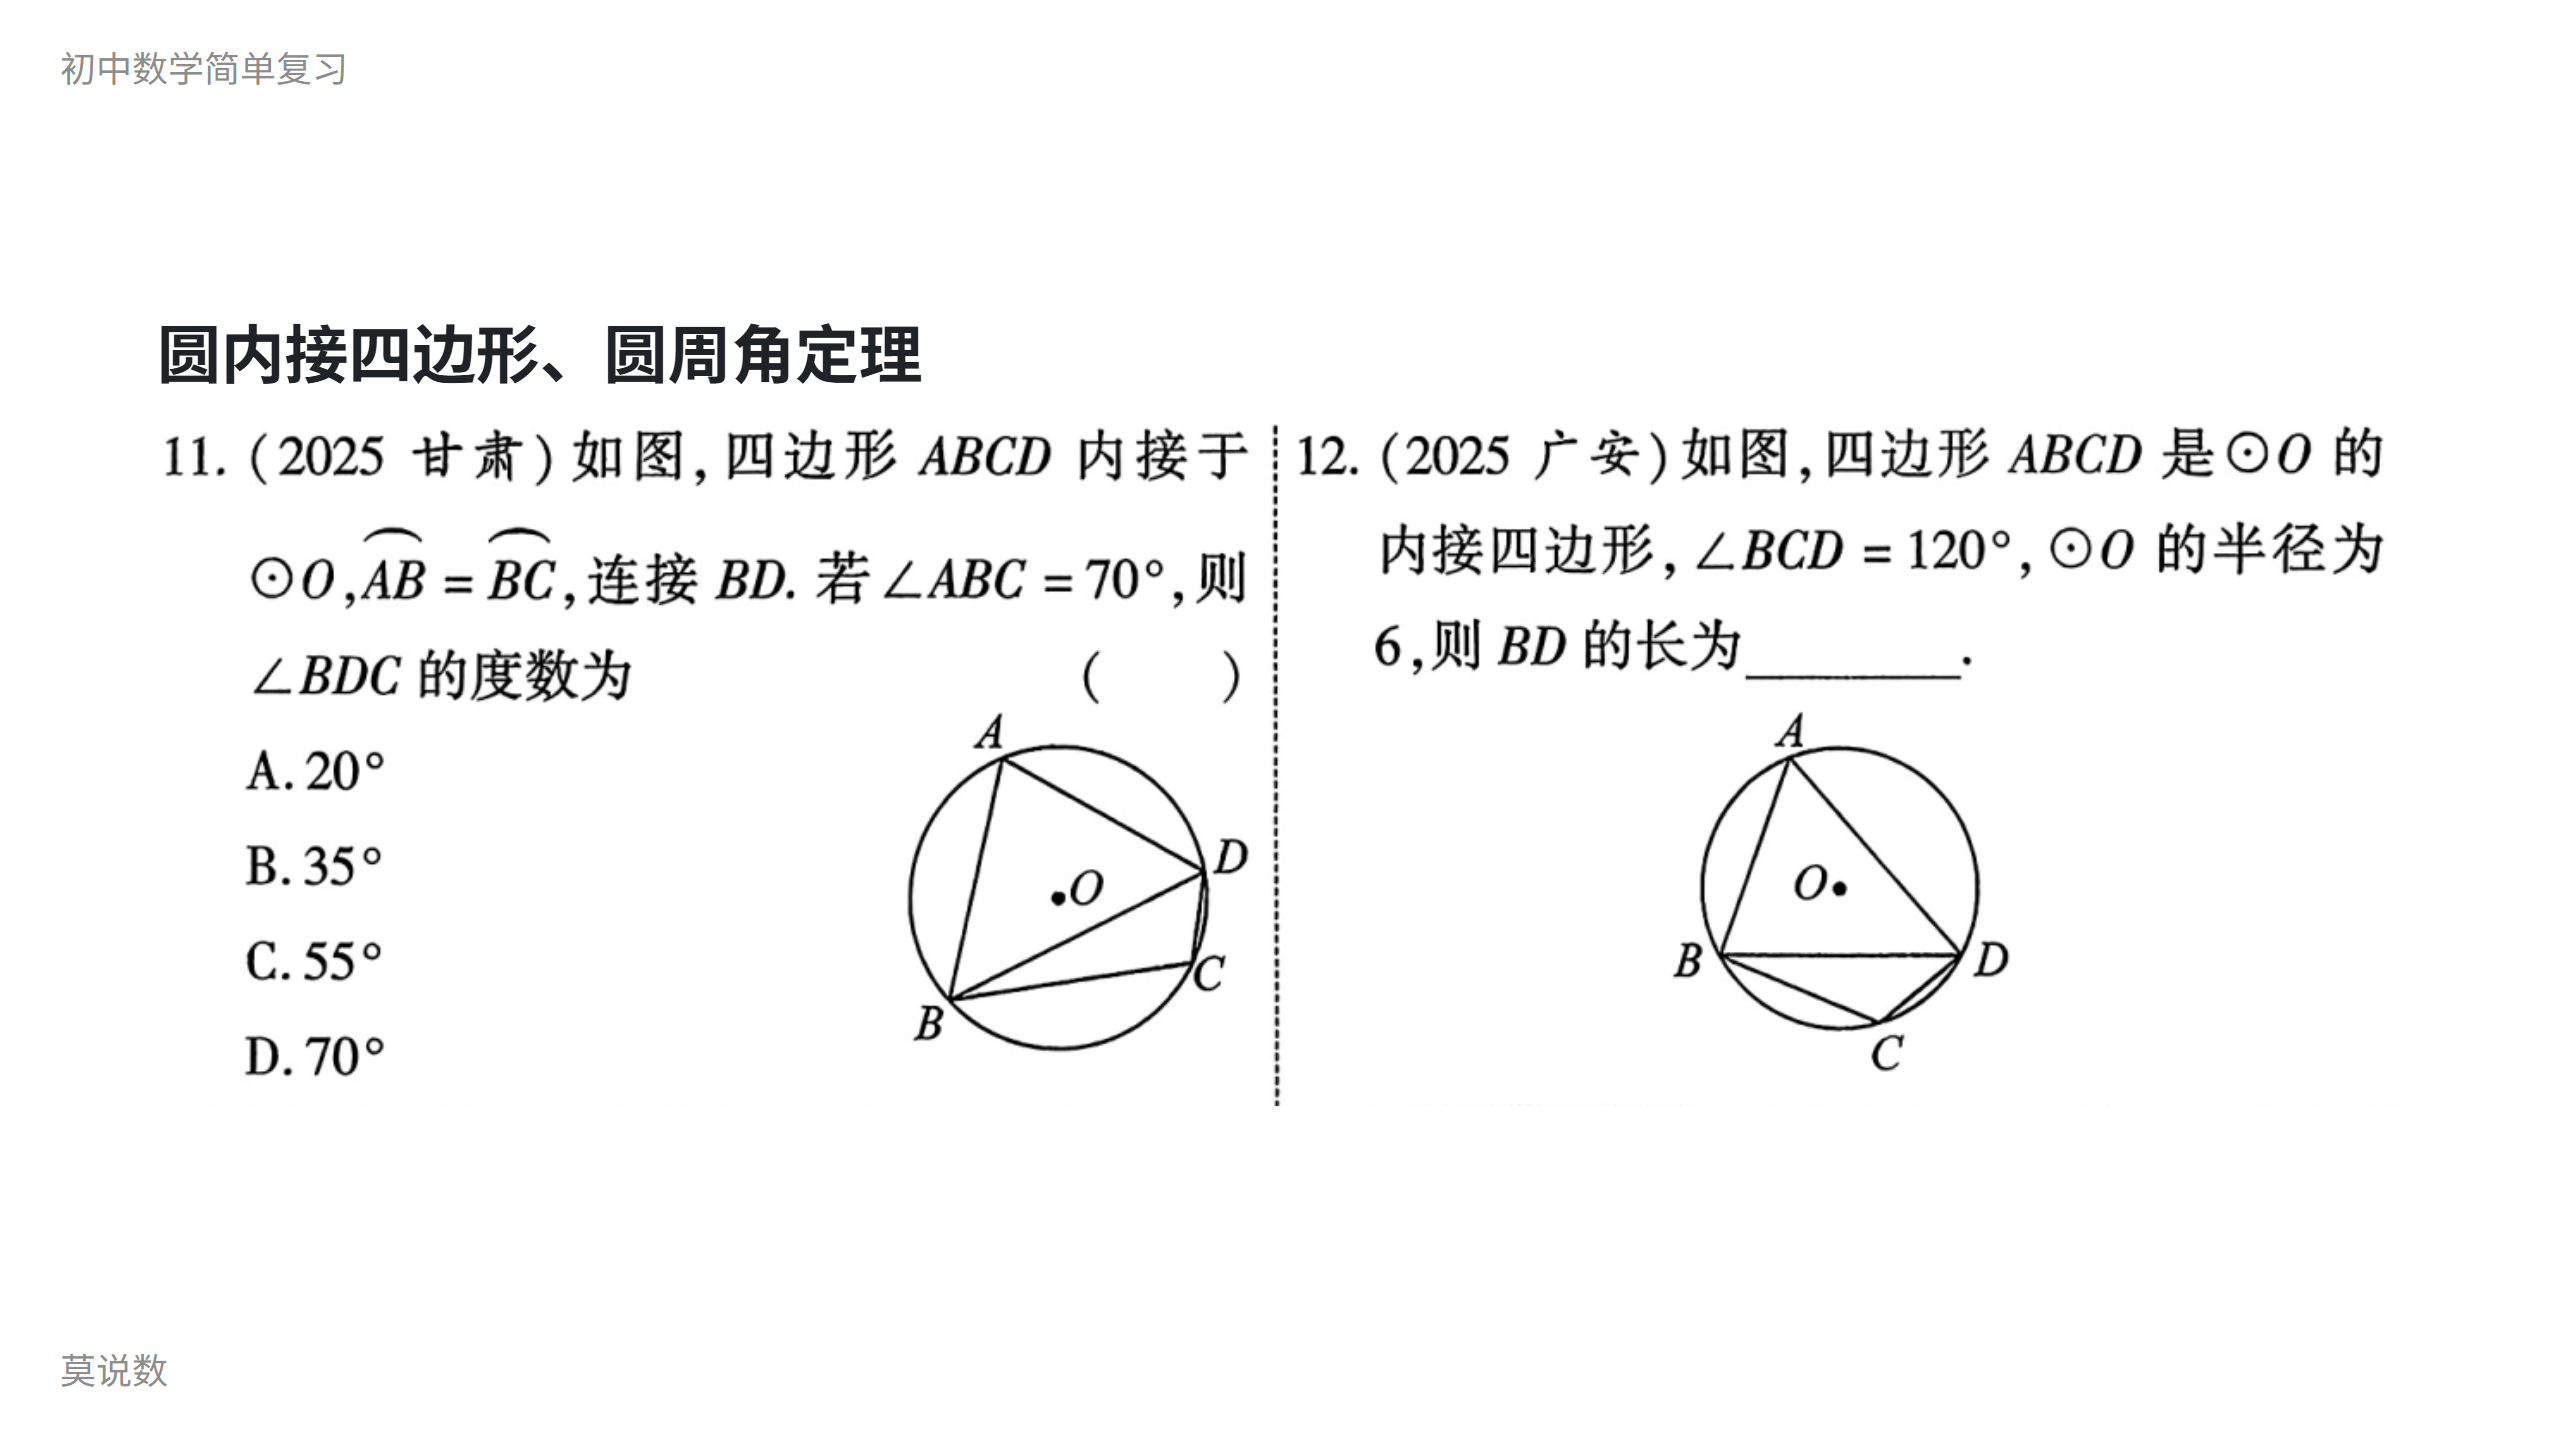 初中数学简单复习
圆内接四边形、圆周角定理
11. (2025 甘肃) 如图,四边形 ABCD 内接于
⊙O, ⌒AB = ⌒BC, 连接 BD. 若∠ABC = 70°, 则
∠BDC 的度数为 ( )
A. 20°
B. 35°
C. 55°
D. 70°
A
D
O
C
B
12. (2025 广安) 如图,四边形 ABCD 是⊙O 的
内接四边形, ∠BCD = 120°, ⊙O 的半径为
6, 则 BD 的长为________.
A
O
B
D
C
莫说数